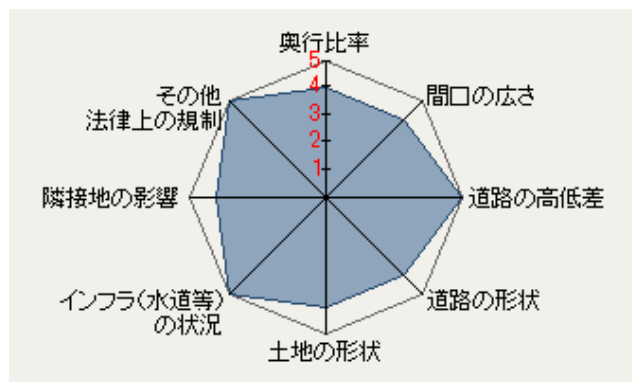 奥行比率
5
4
3
2
1
間口の広さ
道路の高低差
道路の形状
土地の形状
インフラ(水道等)
の状況
隣接地の影響
その他
法律上の規制